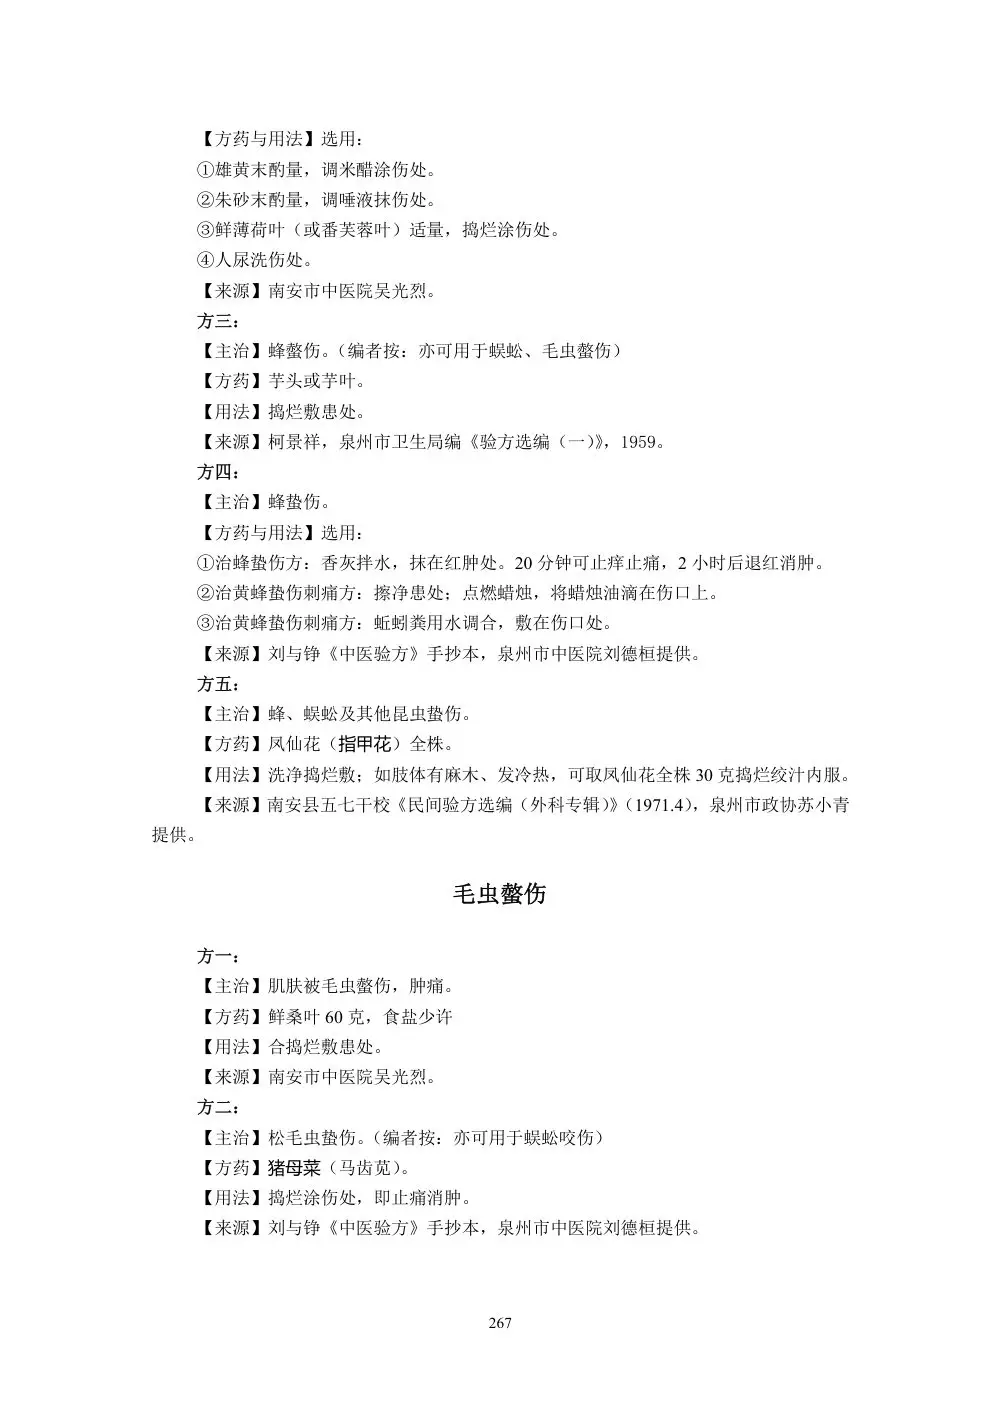 【方药与用法】选用：
①雄黄末酌量，调米醋涂伤处。
②朱砂末酌量，调唾液抹伤处。
③鲜薄荷叶（或番芙蓉叶）适量，捣烂涂伤处。
④人尿洗伤处。
【来源】南安市中医院吴光烈。
方三：
【主治】蜂螫伤。（编者按：亦可用于蜈蚣、毛虫螫伤）
【方药】芋头或芋叶。
【用法】捣烂敷患处。
【来源】柯景祥，泉州市卫生局编《验方选编（一）》，1959。
方四：
【主治】蜂蛰伤。
【方药与用法】选用：
①治蜂蛰伤方：香灰拌水，抹在红肿处。20 分钟可止痒止痛，2 小时后退红消肿。
②治黄蜂蛰伤刺痛方：擦净患处；点燃蜡烛，将蜡烛油滴在伤口上。
③治黄蜂蛰伤刺痛方：蚯蚓粪用水调合，敷在伤口处。
【来源】刘与铮《中医验方》手抄本，泉州市中医院刘德桓提供。
方五：
【主治】蜂、蜈蚣及其他昆虫蛰伤。
【方药】凤仙花（指甲花）全株。
【用法】洗净捣烂敷；如肢体有麻木、发冷热，可取凤仙花全株 30 克捣烂绞汁内服。
【来源】南安县五七干校《民间验方选编（外科专辑）》（1971.4），泉州市政协苏小青
提供。
毛虫螫伤
方一：
【主治】肌肤被毛虫螫伤，肿痛。
【方药】鲜桑叶 60 克，食盐少许
【用法】合捣烂敷患处。
【来源】南安市中医院吴光烈。
方二：
【主治】松毛虫蛰伤。（编者按：亦可用于蜈蚣咬伤）
【方药】猪母菜（马齿苋）。
【用法】捣烂涂伤处，即止痛消肿。
【来源】刘与铮《中医验方》手抄本，泉州市中医院刘德桓提供。
267